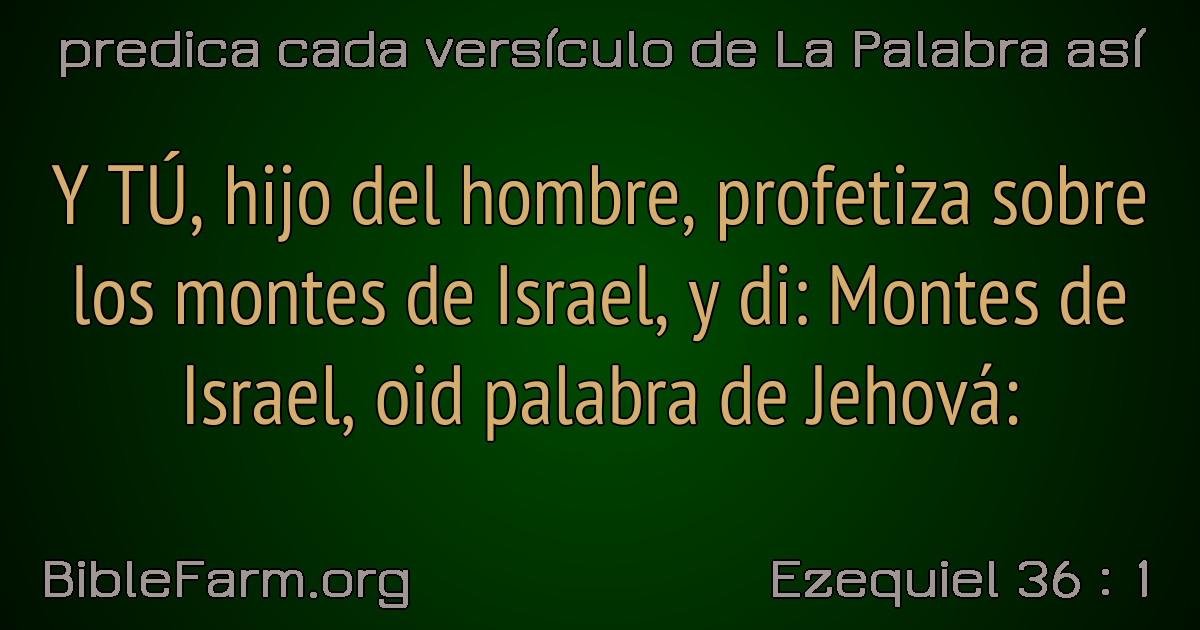 predica cada versículo de La Palabra así
Y TÚ, hijo del hombre, profetiza sobre
los montes de Israel, y di: Montes de
Israel, oid palabra de Jehová:
BibleFarm.org
Ezequiel 36 : 1